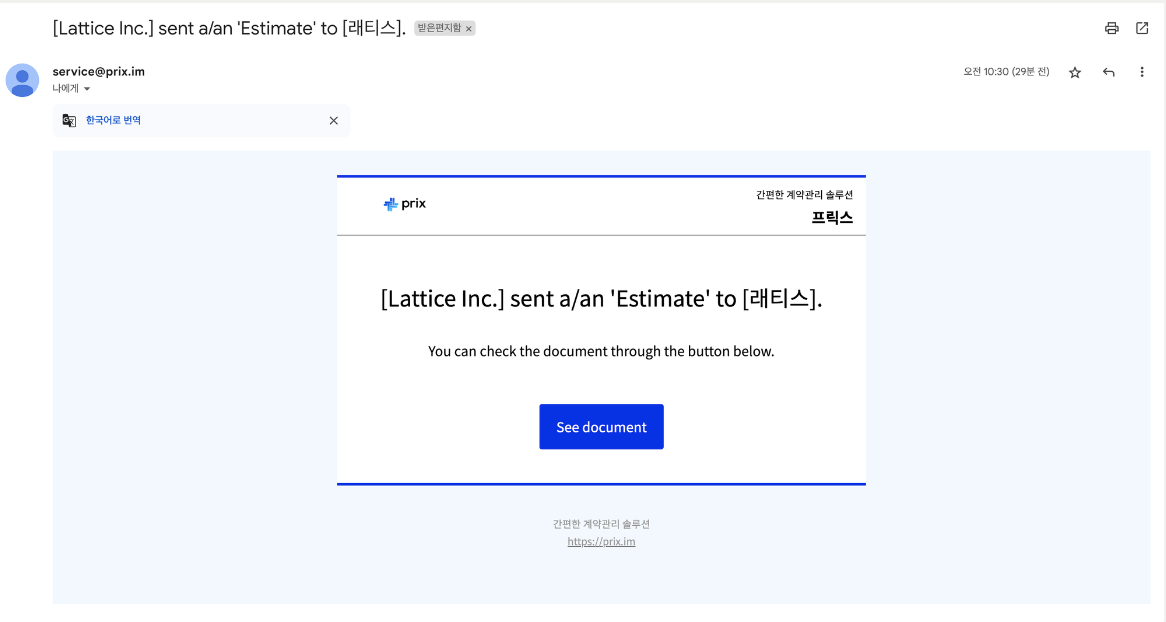 [Lattice Inc.] sent a/an 'Estimate' to [래티스]. 받은편지함 ×
service@prix.im
오전 10:30 (29분 전)
나에게
한국어로 번역
prix
간편한 계약관리 솔루션
프릭스
[Lattice Inc.] sent a/an 'Estimate' to [래티스].
You can check the document through the button below.
See document
간편한 계약관리 솔루션
https://prix.im